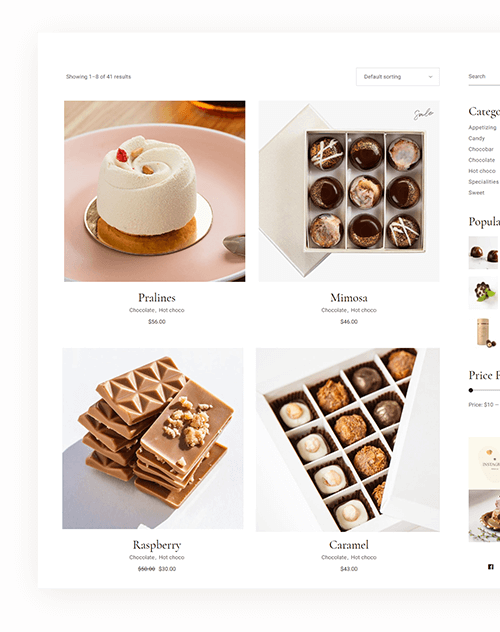 Showing 1–8 of 41 results
Default sorting
Search
Sale
Pralines
Chocolate, Hot choco
$56.00
Mimosa
Chocolate, Hot choco
$46.00
Raspberry
Chocolate, Hot choco
$50.00 $30.00
Caramel
Chocolate, Hot choco
$43.00
Catego
Appetizing
Candy
Chocobar
Chocolate
Hot choco
Specialities
Sweet
Popula
Price F
Price: $10 –